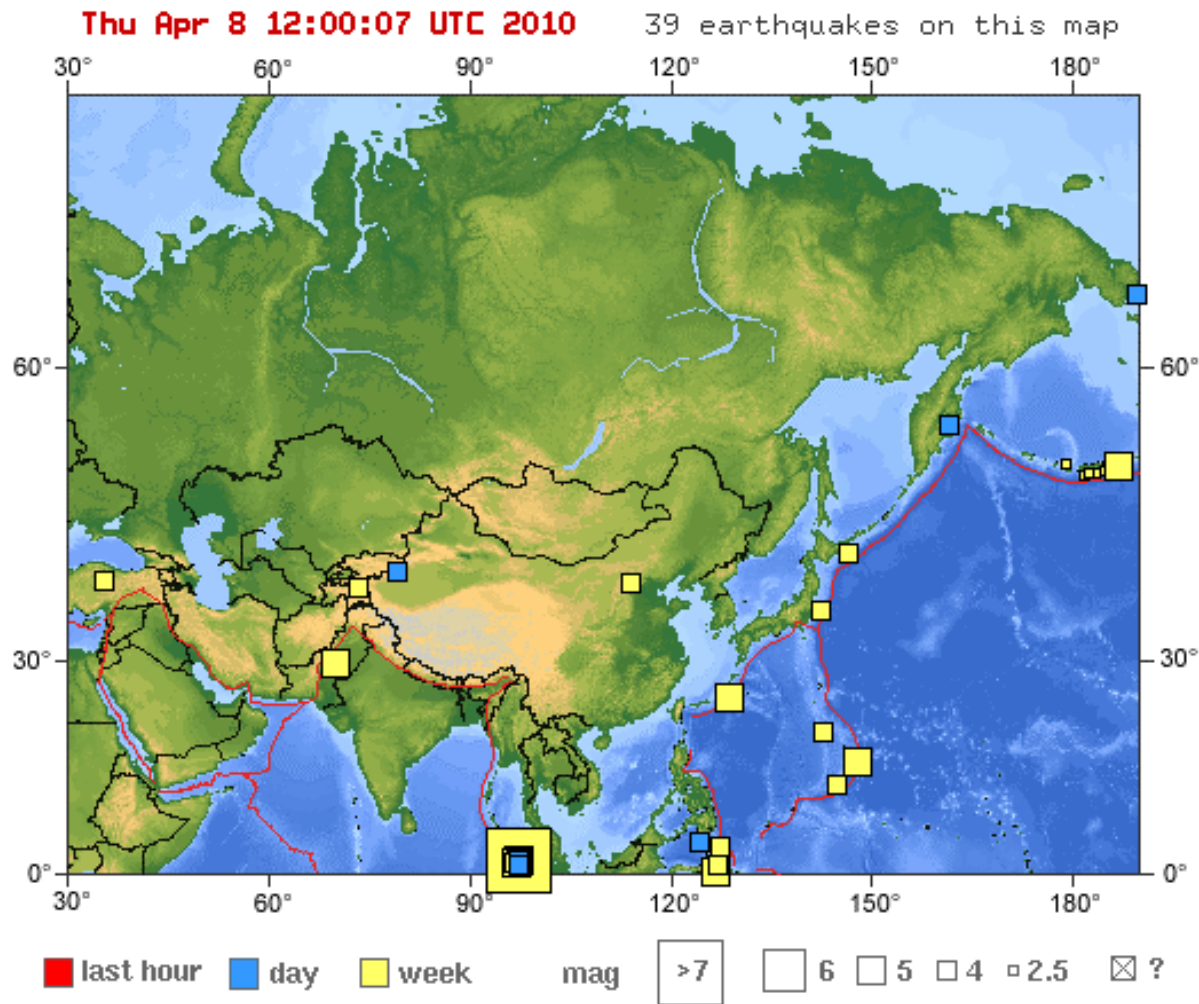 Thu Apr 8 12:00:07 UTC 2010 39 earthquakes on this map
30° 60° 90° 120° 150° 180°
60° 60°
30° 30°
0° 0°
30° 60° 90° 120° 150° 180°
last hour day week mag >7 6 5 4 2.5 ?